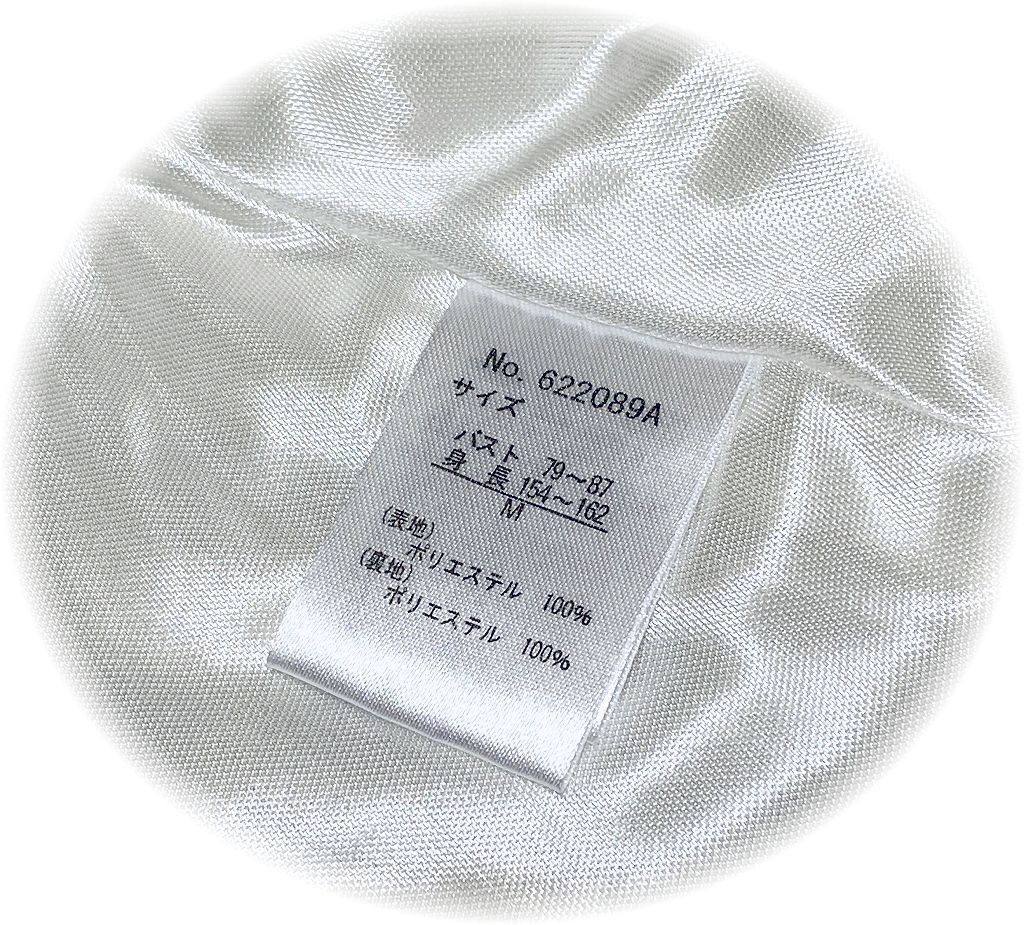 No. 622089A
サイズ
バスト 79～87
身長 154～162
M
(表地)
ポリエステル 100%
(裏地)
ポリエステル 100%